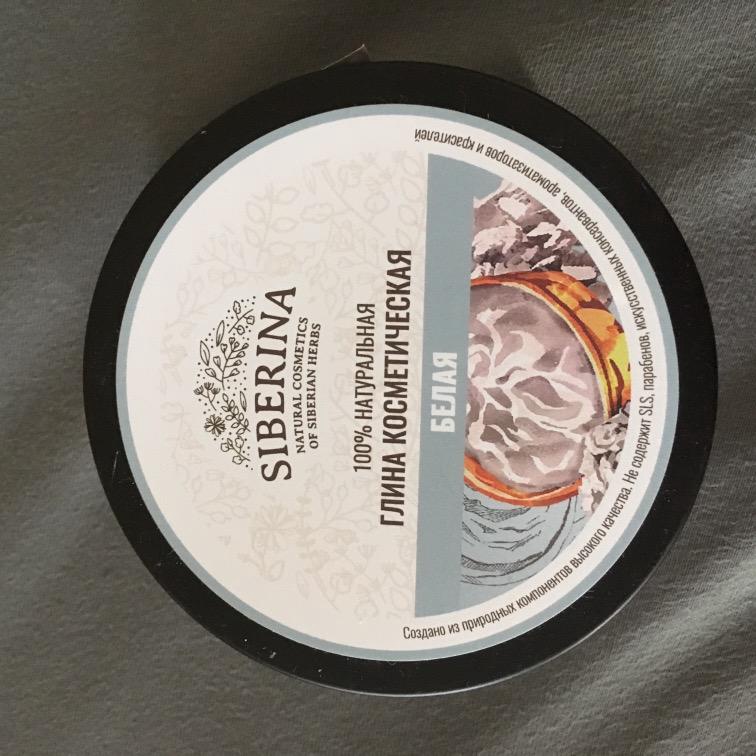 SIBERINA
NATURAL COSMETICS
OF SIBERIAN HERBS
100% НАТУРАЛЬНАЯ
ГЛИНА КОСМЕТИЧЕСКАЯ
БЕЛАЯ
Создано из природных компонентов высокого качества. Не содержит SLS, парабенов, искусственных консервантов, ароматизаторов и красителей